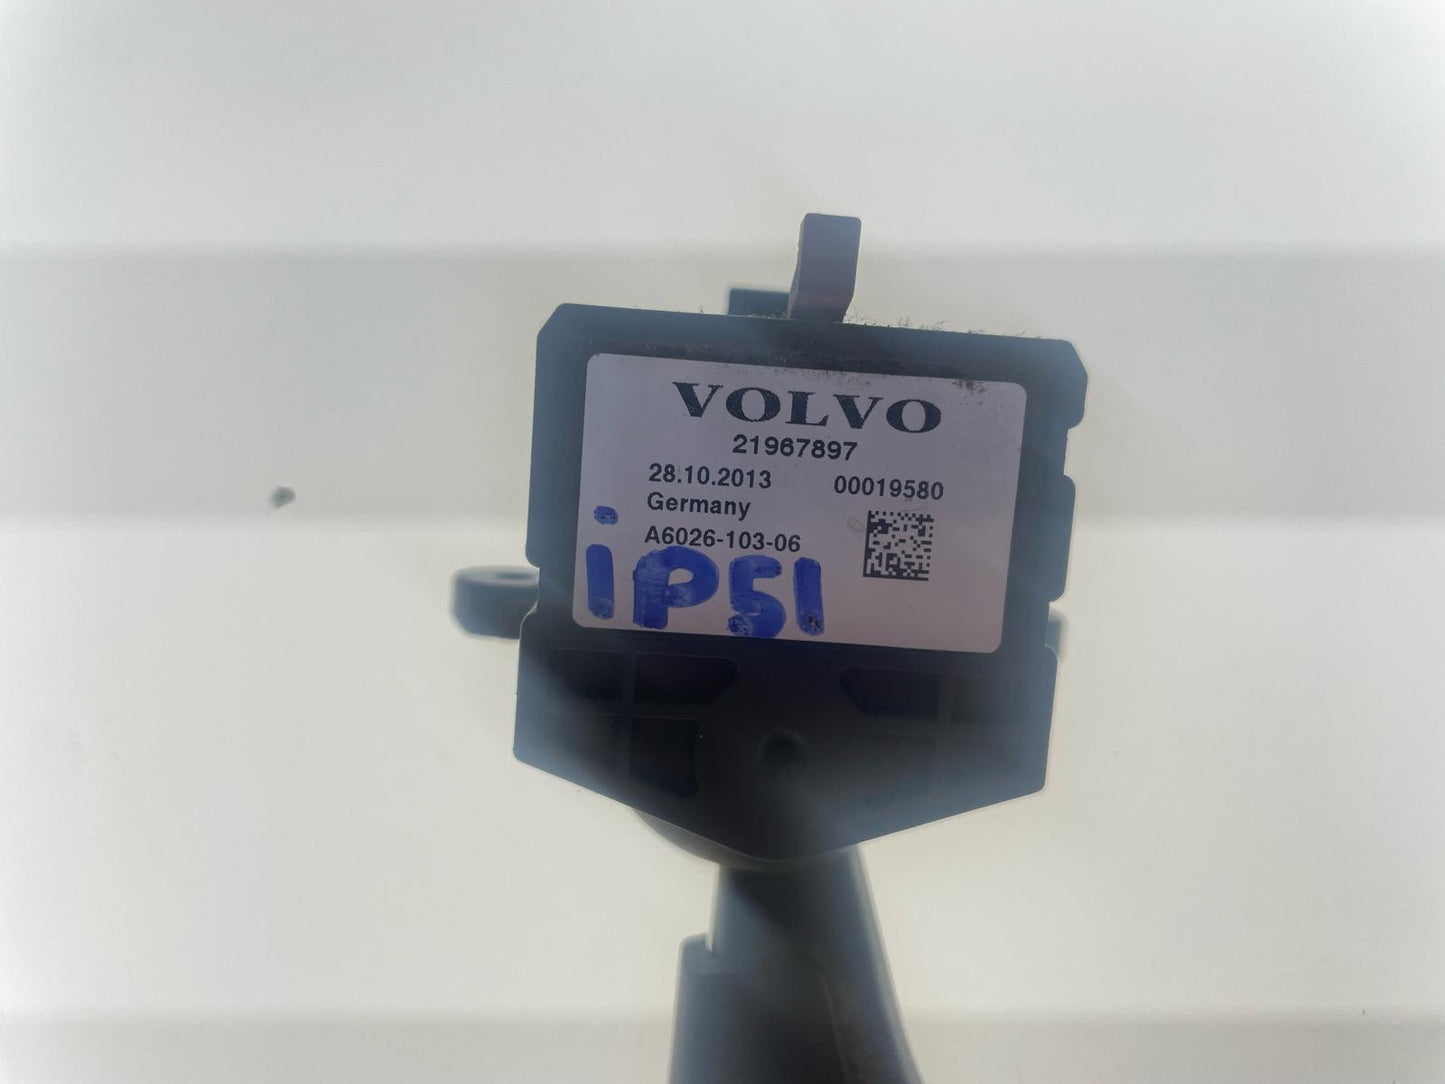 VOLVO
21967897
28.10.2013 00019580
Germany
A6026-103-06
iP51